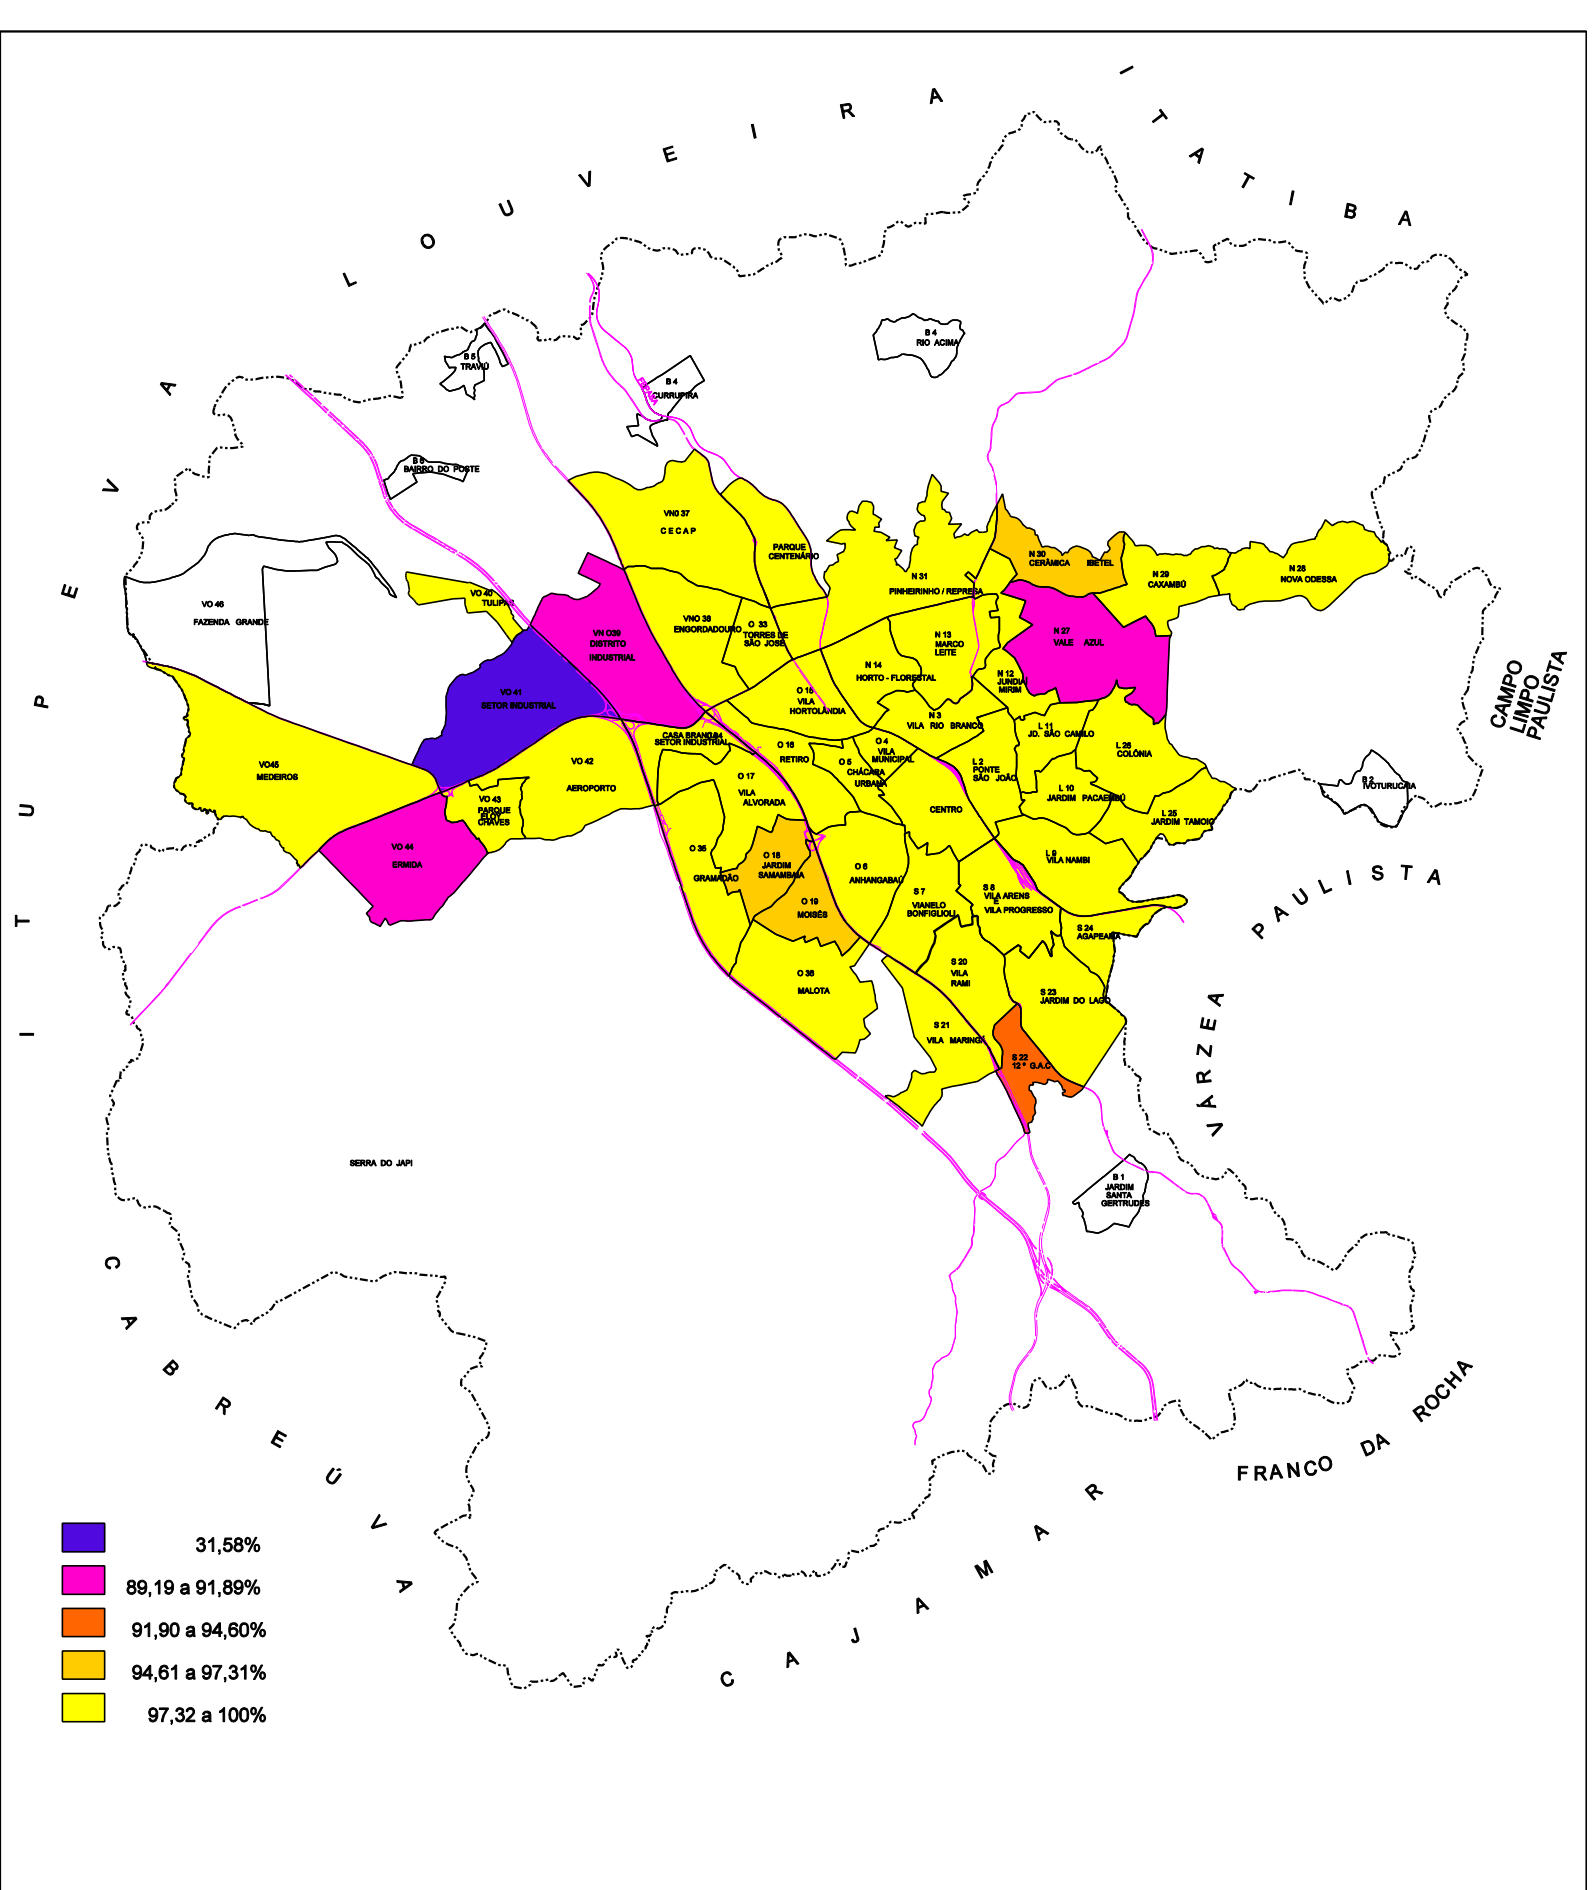 ITATIBA
LOUVEIRA
ITUPEVA
CABREÚVA
CAJAMAR
FRANCO DA ROCHA
VÁRZEA PAULISTA
CAMPO
LIMPO
PAULISTA
B 4
RIO ACIMA
B 5
TRAVIÚ
B 4
CURRUPIRA
B 6
BAIRRO DO POSTE
VN0 37
CECAP
PARQUE
CENTENÁRIO
N 31
PINHEIRINHO / REPRESA
N 30
CERÂMICA IBETEL
N 29
CAXAMBÚ
N 28
NOVA ODESSA
VO 46
FAZENDA GRANDE
VO 40
TULIPAS
VN O39
DISTRITO
INDUSTRIAL
VNO 38
ENGORDADOURO
O 33
TORRES DE
SÃO JOSÉ
N 13
MARCO
LEITE
N 27
VALE AZUL
N 14
HORTO - FLORESTAL
N 12
JUNDIAÍ
MIRIM
VO 41
SETOR INDUSTRIAL
O 15
VILA
HORTOLÂNDIA
N 3
VILA RIO BRANCO
L 11
JD. SÃO CAMILO
L 26
COLÔNIA
CASA BRANCA
SETOR INDUSTRIAL
O 16
RETIRO
O 4
VILA
MUNICIPAL
O 5
CHÁCARA
URBANA
L 2
PONTE
SÃO JOÃO
VO45
MEDEIROS
VO 42
AEROPORTO
O 17
VILA
ALVORADA
L 10
JARDIM PACAEMBÚ
B 2
IVOTURUCAIA
VO 43
PARQUE
ELOY
CHAVES
CENTRO
L 25
JARDIM TAMOIO
VO 44
ERMIDA
O 35
GRAMADÃO
O 18
JARDIM
SAMAMBAIA
O 6
ANHANGABAÚ
L 9
VILA NAMBI
O 19
MOISÉS
S 7
VIANELO
BONFIGLIOLI
S 8
VILA ARENS
E
VILA PROGRESSO
S 24
AGAPEAMA
O 36
MALOTA
S 20
VILA
RAMI
S 23
JARDIM DO LAGO
S 21
VILA MARINGÁ
S 22
12º G.A.C
SERRA DO JAPI
B 1
JARDIM
SANTA
GERTRUDES
31,58%
89,19 a 91,89%
91,90 a 94,60%
94,61 a 97,31%
97,32 a 100%